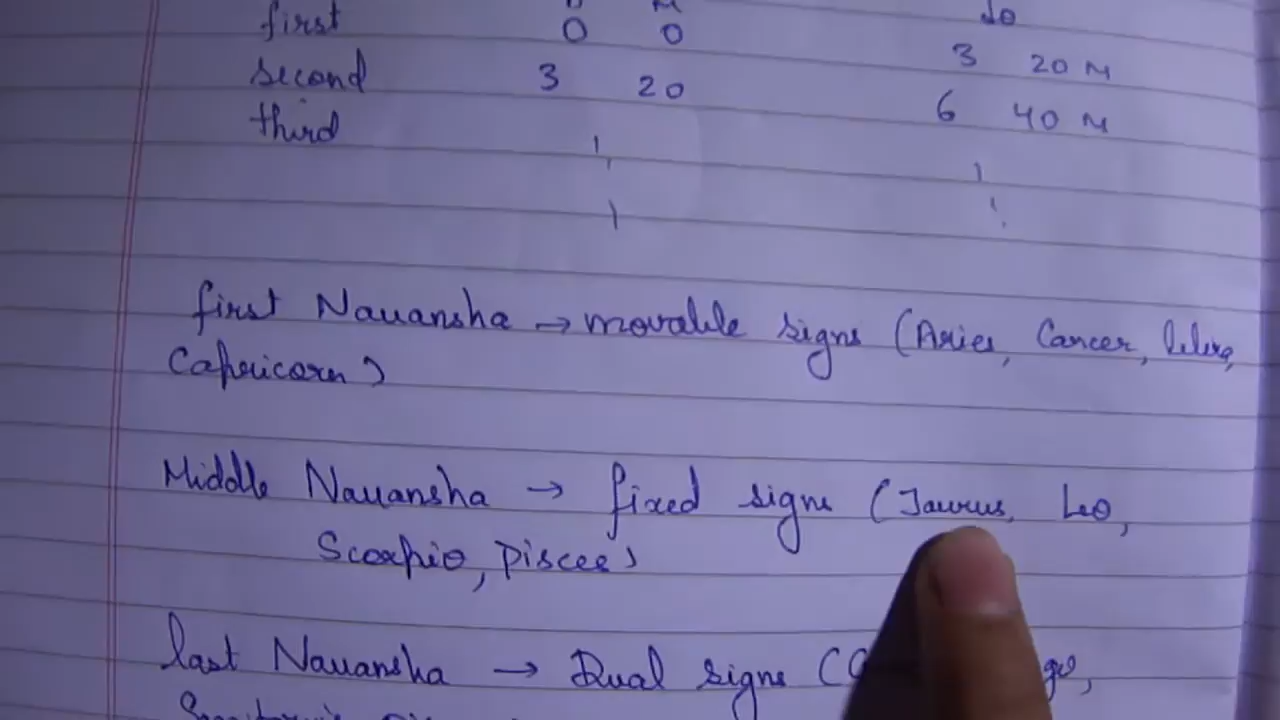 first 0 0 3 20 M
second 3 20 6 40 M
third
first Navansha → movable signs (Aries, Cancer, libra,
Capricorn)
Middle Navansha → fixed signs (Taurus, Leo,
Scorpio, Pisces)
last Navansha → Dual signs (